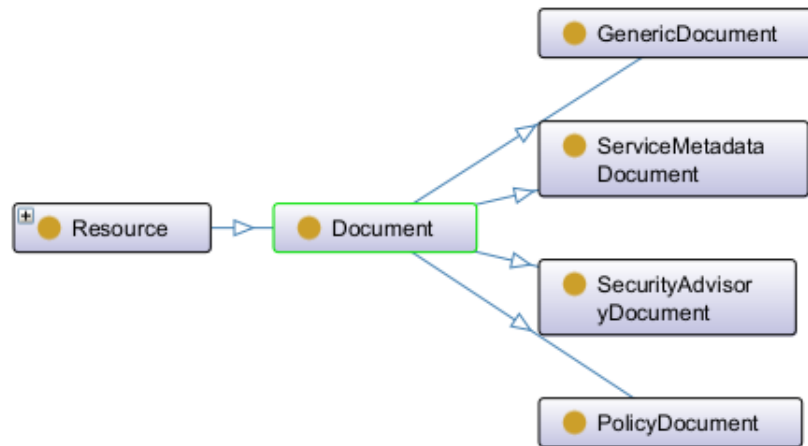 GenericDocument
ServiceMetadata
Document
Resource
Document
SecurityAdvisor
yDocument
PolicyDocument